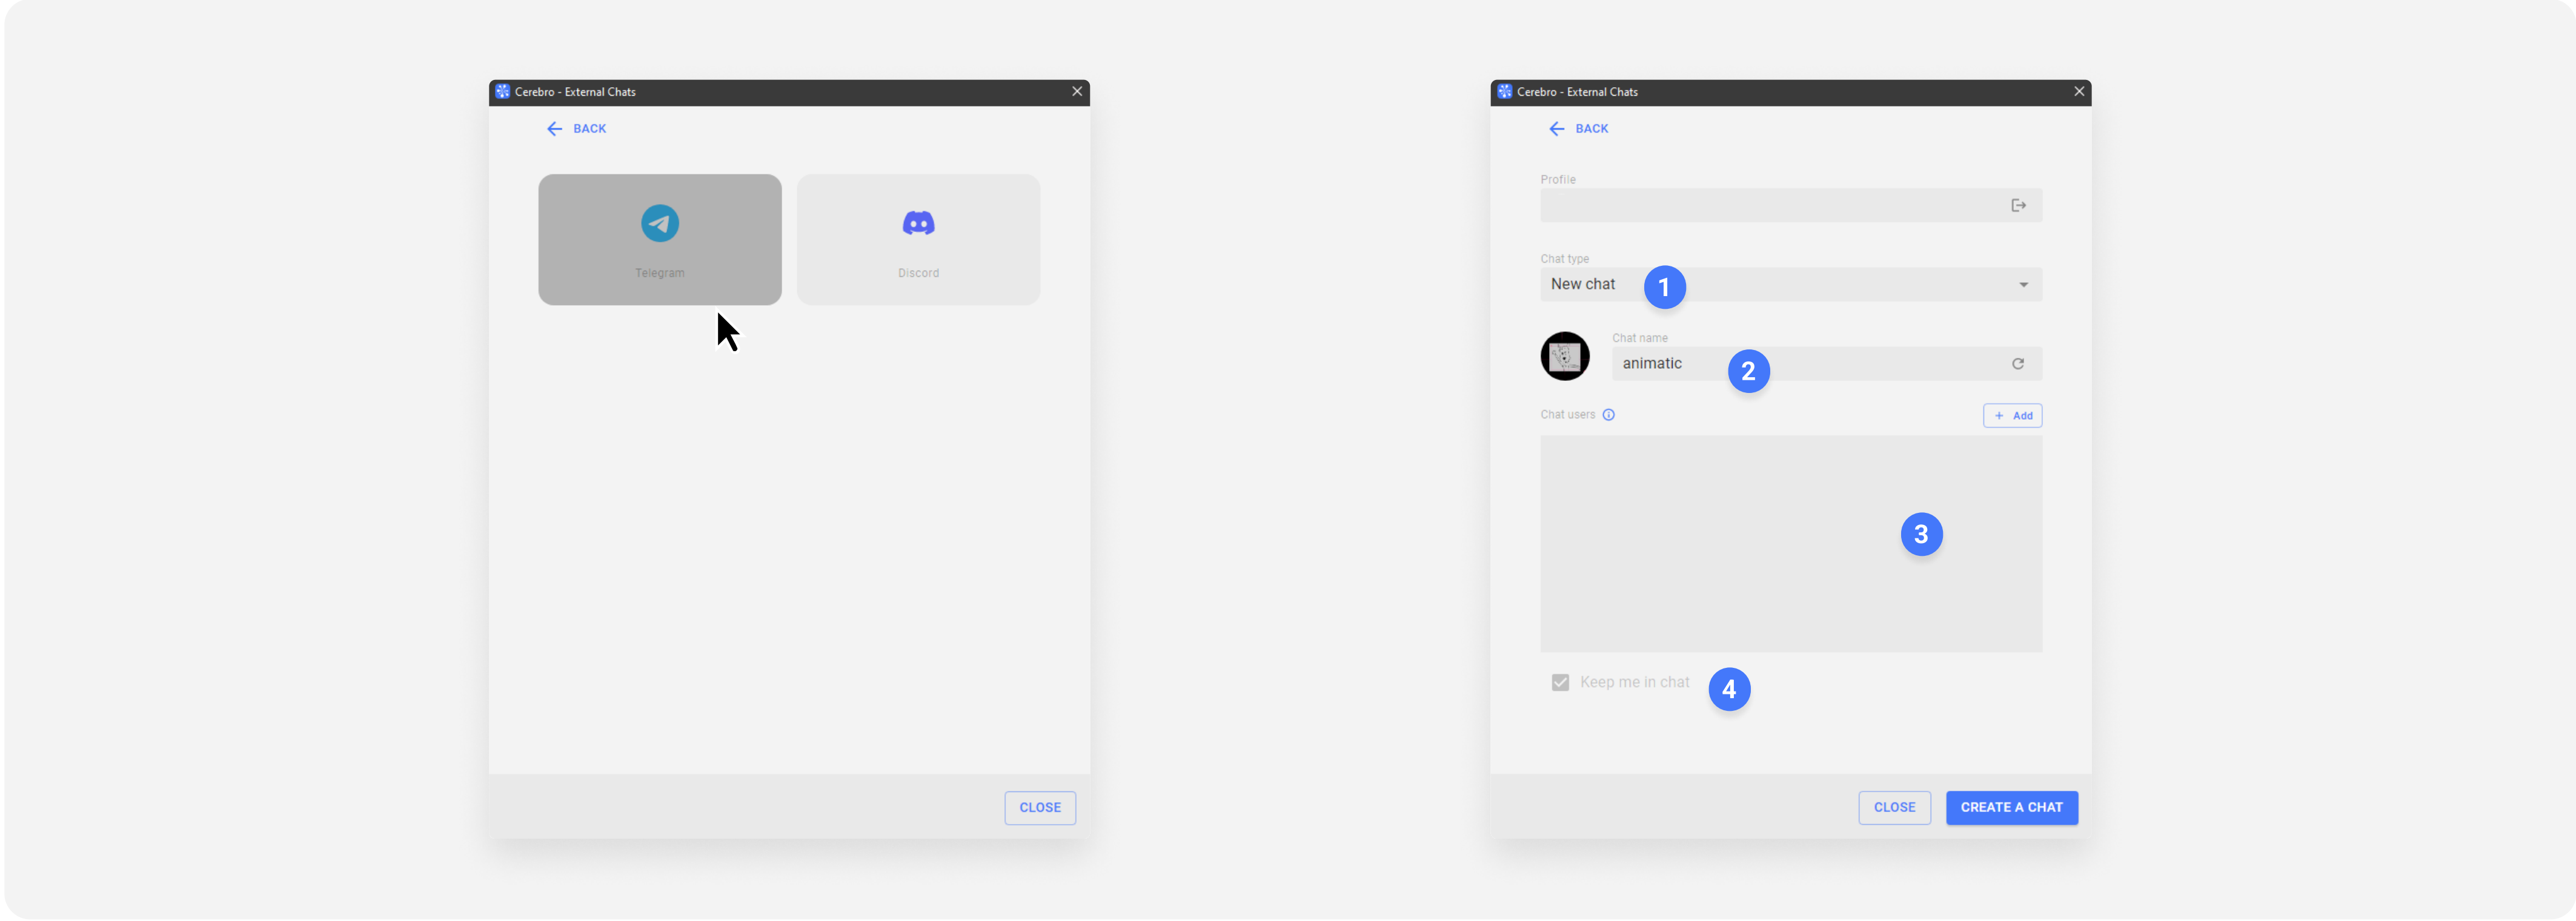 Cerebro - External Chats
BACK
Telegram
Discord
CLOSE
Cerebro - External Chats
BACK
Profile
Chat type
New chat
1
Chat name
animatic
2
Chat users
+ Add
3
Keep me in chat
4
CLOSE
CREATE A CHAT